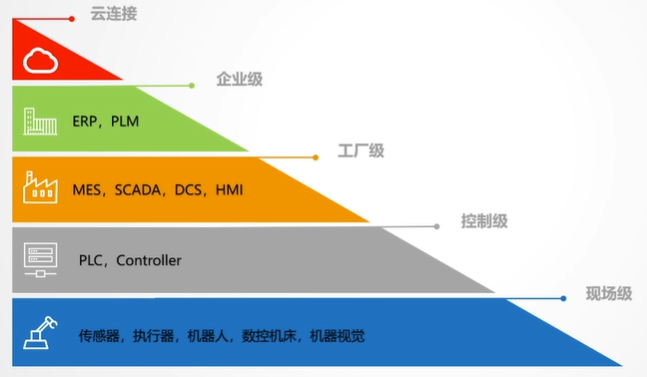 云连接
企业级
ERP，PLM
工厂级
MES，SCADA，DCS，HMI
控制级
PLC，Controller
现场级
传感器，执行器，机器人，数控机床，机器视觉